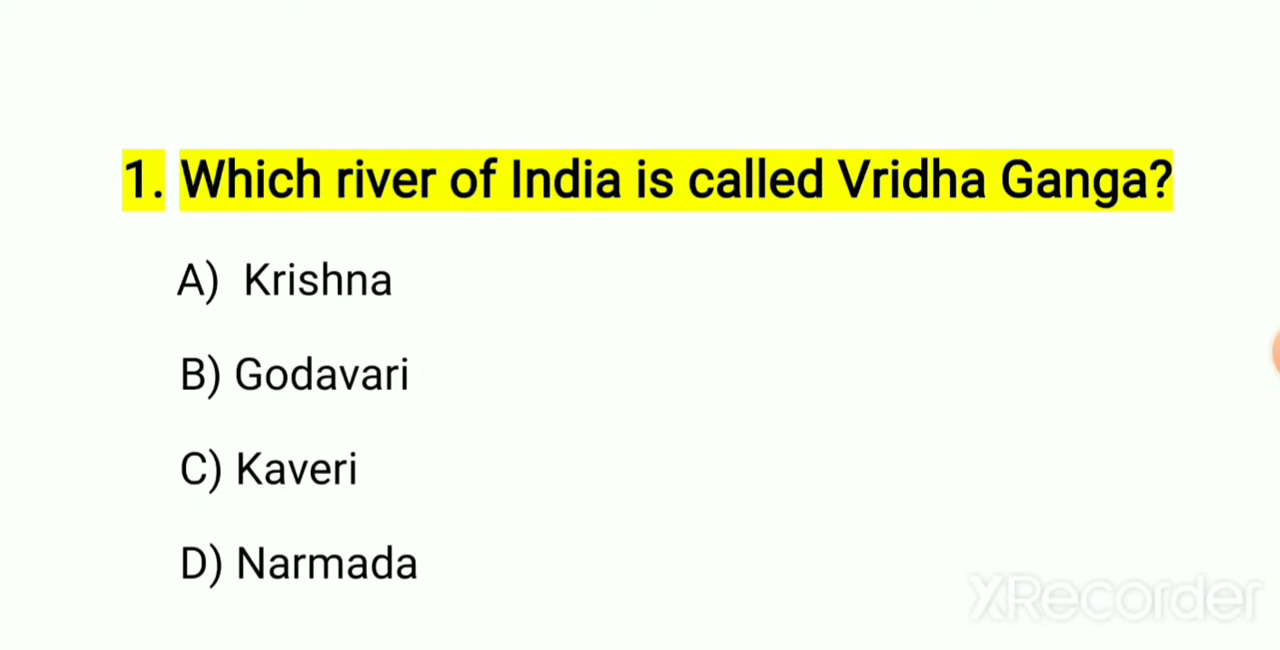 1. Which river of India is called Vridha Ganga?
A) Krishna
B) Godavari
C) Kaveri
D) Narmada
XRecorder